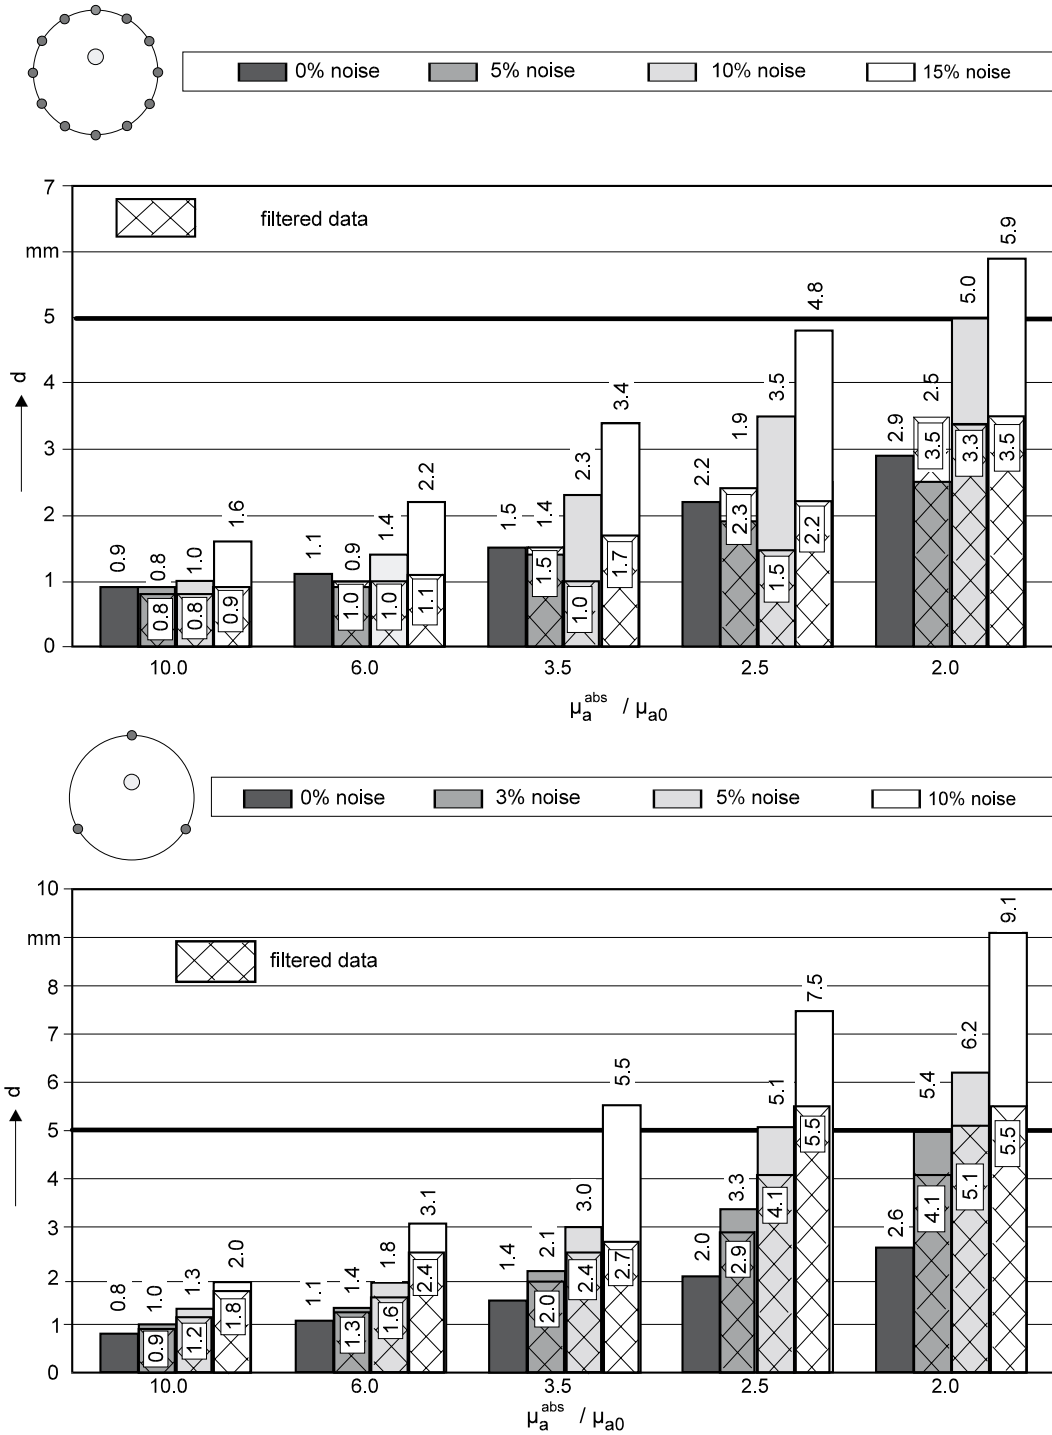 0% noise 5% noise 10% noise 15% noise
7
filtered data
mm
5
4
3
2
1
0
d
0.9 0.8 1.0 1.6
0.8 0.8 0.9
1.1 0.9 1.4 2.2
1.0 1.0 1.1
1.5 1.4 2.3 3.4
1.5 1.0 1.7
2.2 1.9 3.5 4.8
2.3 1.5 2.2
2.9 2.5 5.0 5.9
3.5 3.3 3.5
10.0 6.0 3.5 2.5 2.0
μₐᵃᵇˢ / μₐ₀
0% noise 3% noise 5% noise 10% noise
10
mm
filtered data
8
7
6
5
4
3
2
1
0
d
0.8 1.0 1.3 2.0
0.9 1.2 1.8
1.1 1.4 1.8 3.1
1.3 1.6 2.4
1.4 2.1 3.0 5.5
2.0 2.4 2.7
2.0 3.3 5.1 7.5
2.9 4.1 5.5
2.6 5.4 6.2 9.1
4.1 5.1 5.5
10.0 6.0 3.5 2.5 2.0
μₐᵃᵇˢ / μₐ₀